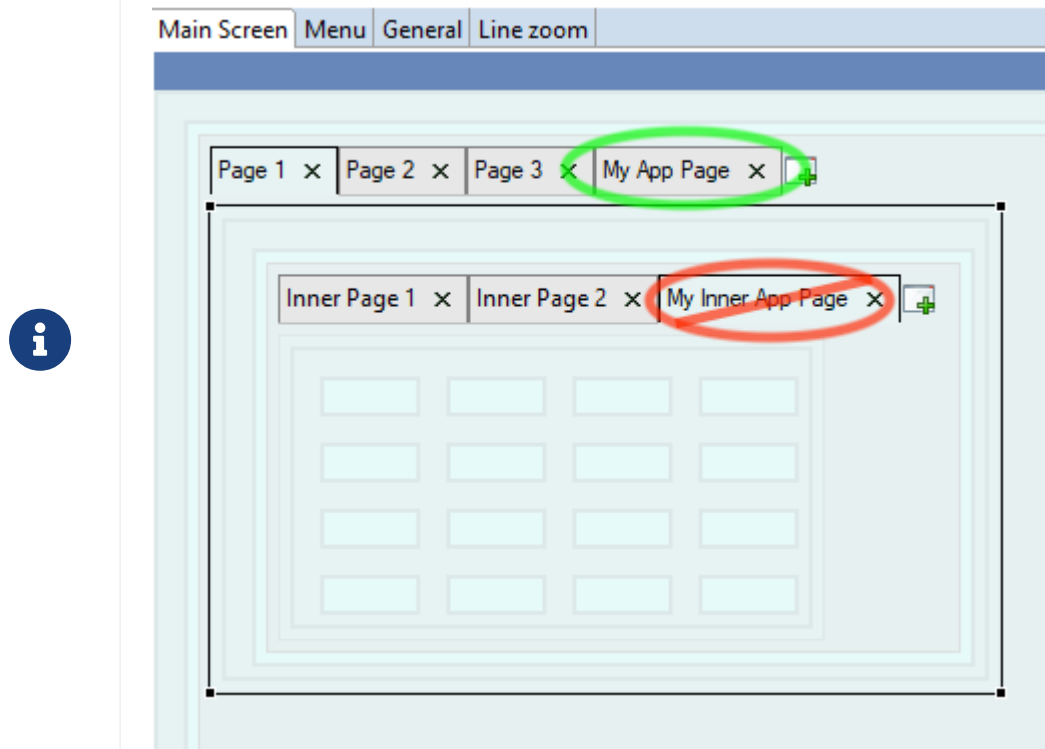 Main Screen Menu General Line zoom
Page 1 Page 2 Page 3 My App Page
Inner Page 1 Inner Page 2 My Inner App Page